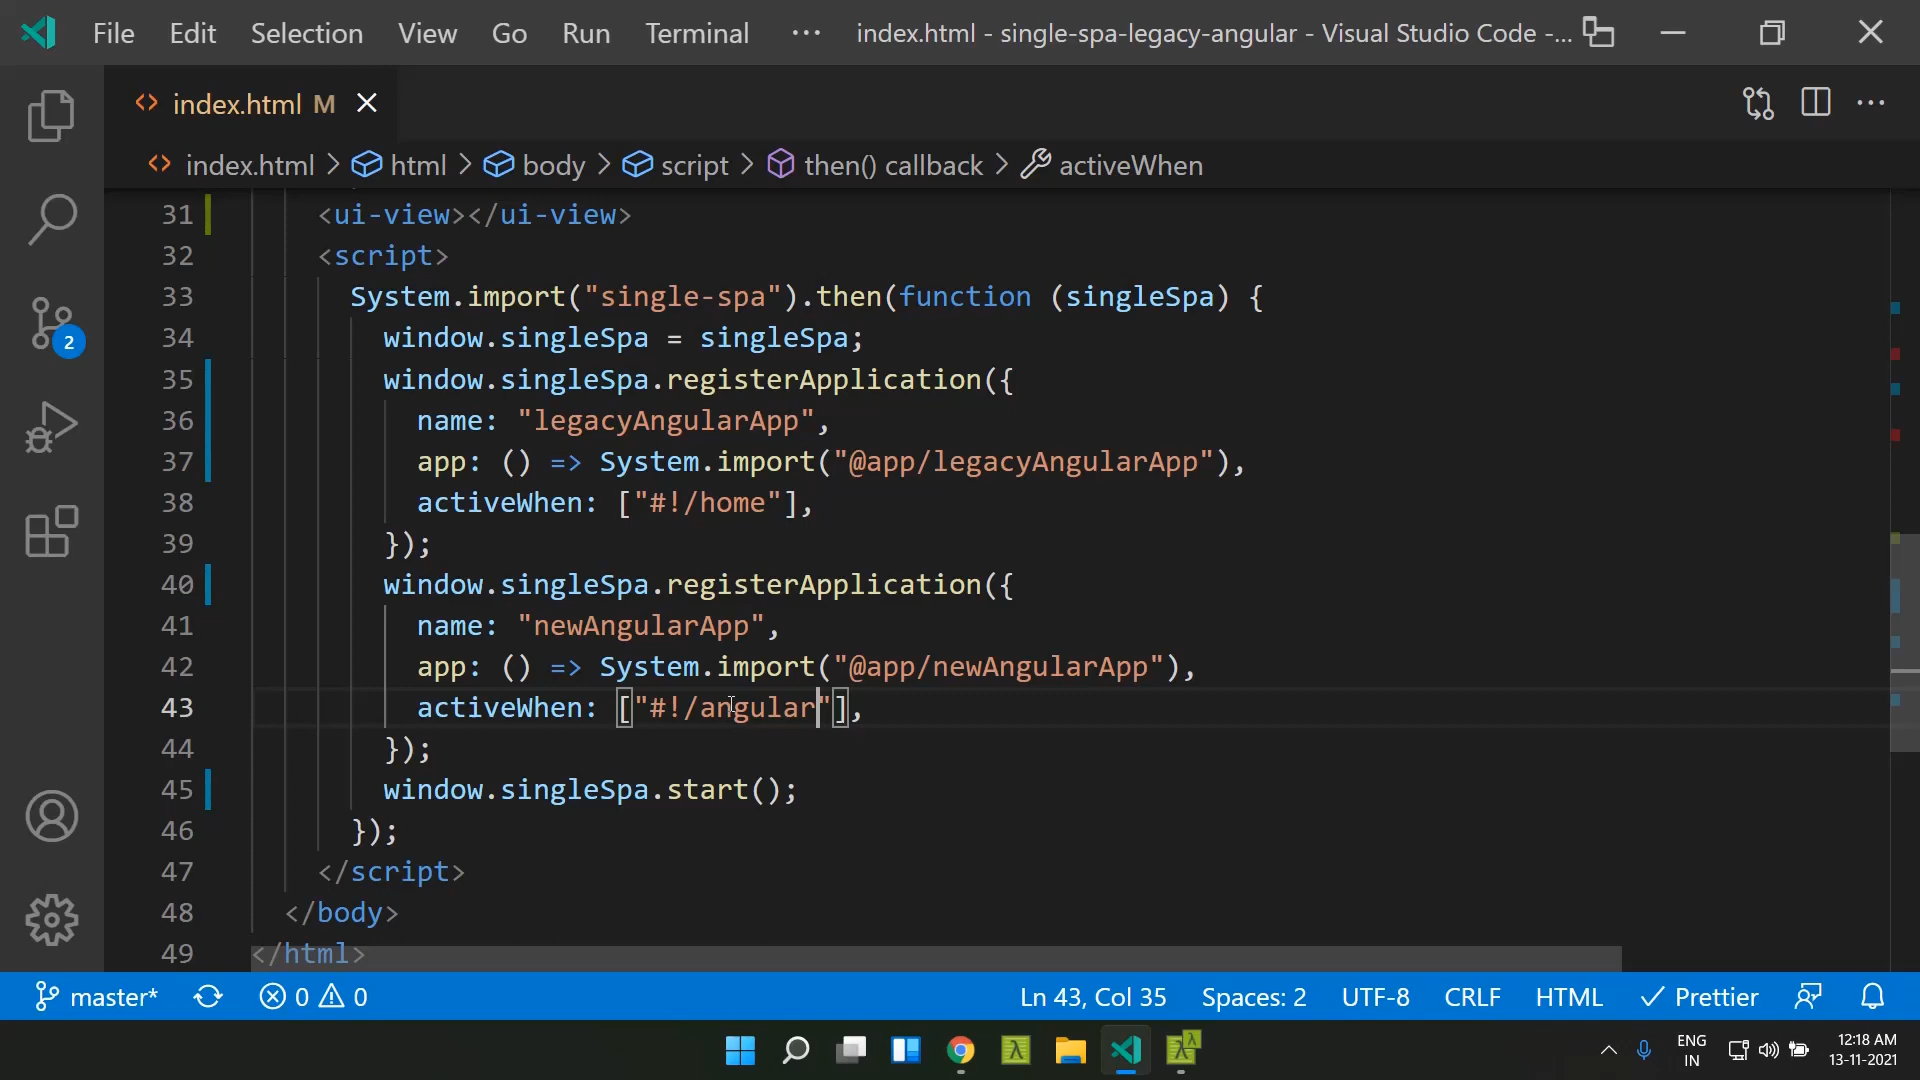 File Edit Selection View Go Run Terminal ··· index.html - single-spa-legacy-angular - Visual Studio Code -...
index.html M
index.html > html > body > script > then() callback > activeWhen
31 <ui-view></ui-view>
32 <script>
33 System.import("single-spa").then(function (singleSpa) {
34 window.singleSpa = singleSpa;
35 window.singleSpa.registerApplication({
36 name: "legacyAngularApp",
37 app: () => System.import("@app/legacyAngularApp"),
38 activeWhen: ["#!/home"],
39 });
40 window.singleSpa.registerApplication({
41 name: "newAngularApp",
42 app: () => System.import("@app/newAngularApp"),
43 activeWhen: ["#!/angular"],
44 });
45 window.singleSpa.start();
46 });
47 </script>
48 </body>
49 </html>
2
master* 0 0 Ln 43, Col 35 Spaces: 2 UTF-8 CRLF HTML Prettier
ENG
IN
12:18 AM
13-11-2021